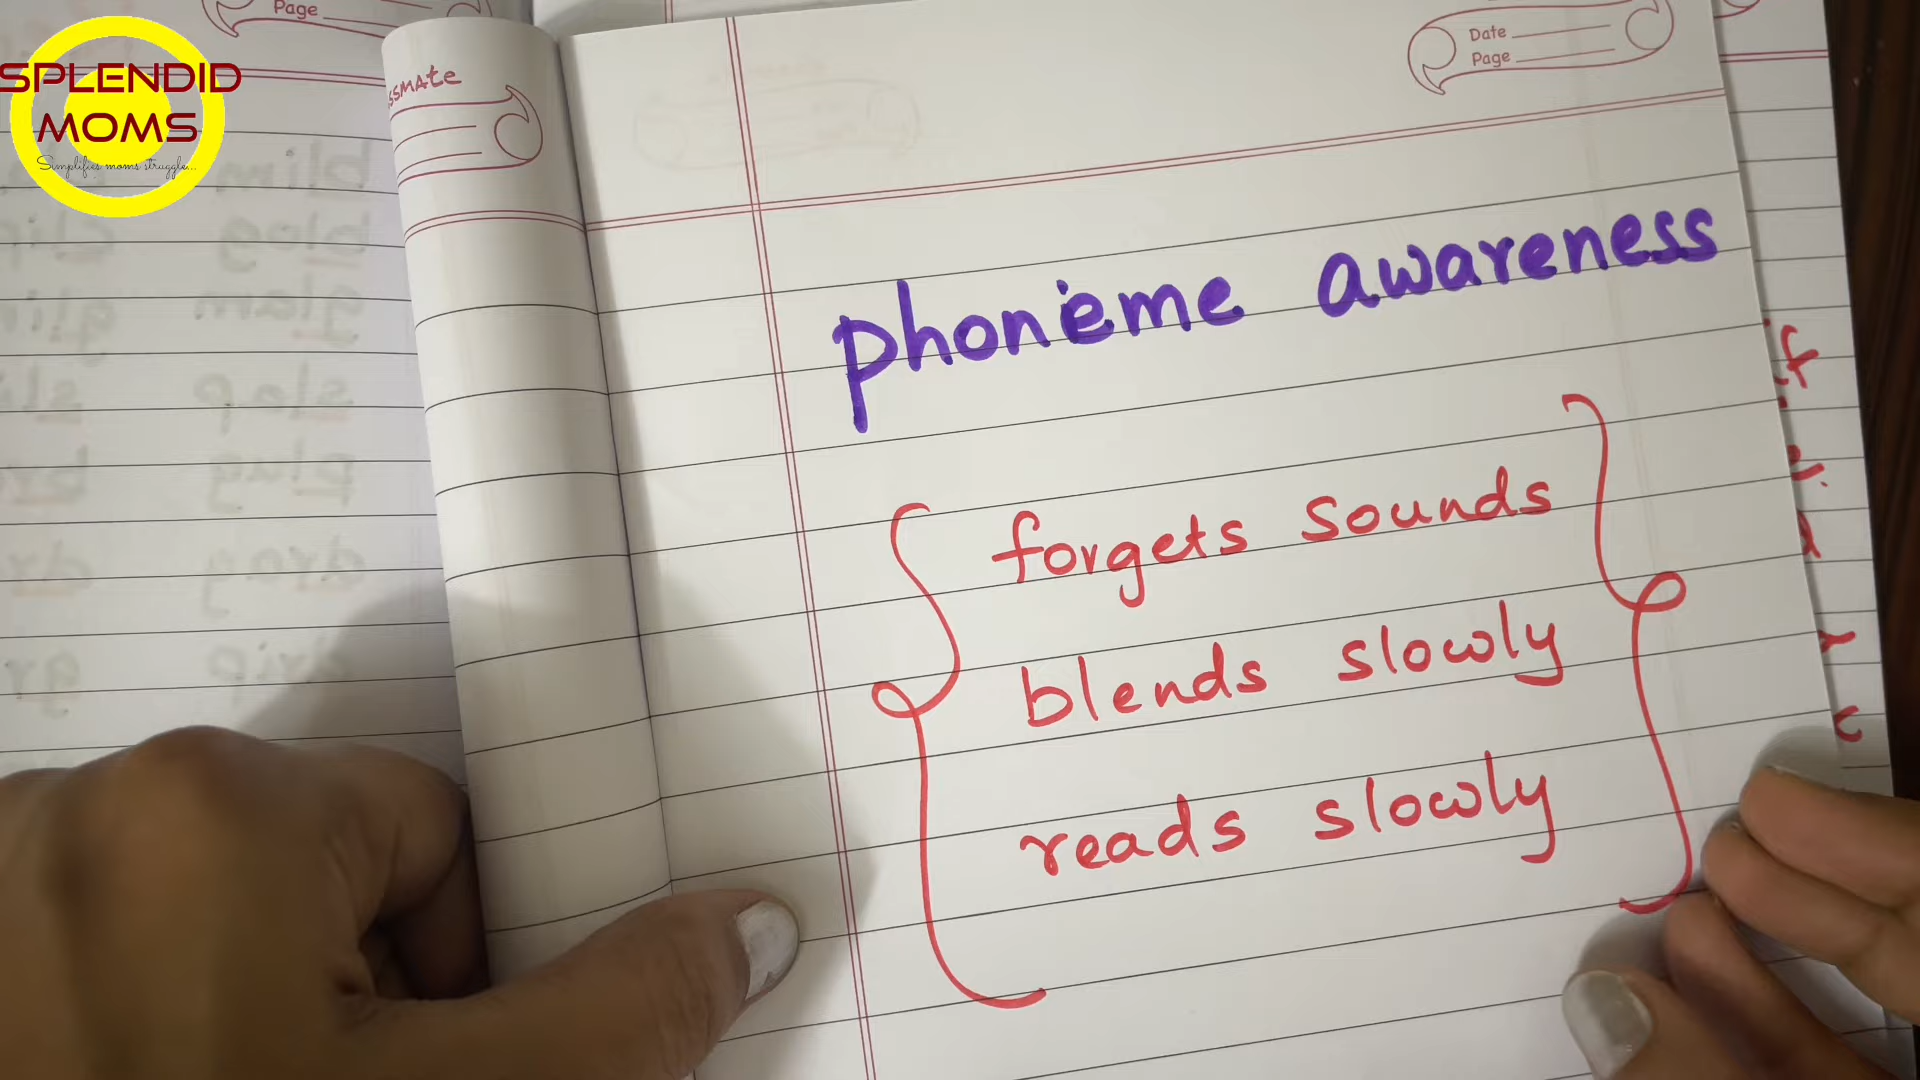 SPLENDID
MOMS
Simplifies moms struggle...
Page
ssmate
Date
Page
phoneme awareness
forgets sounds
blends slowly
reads slowly